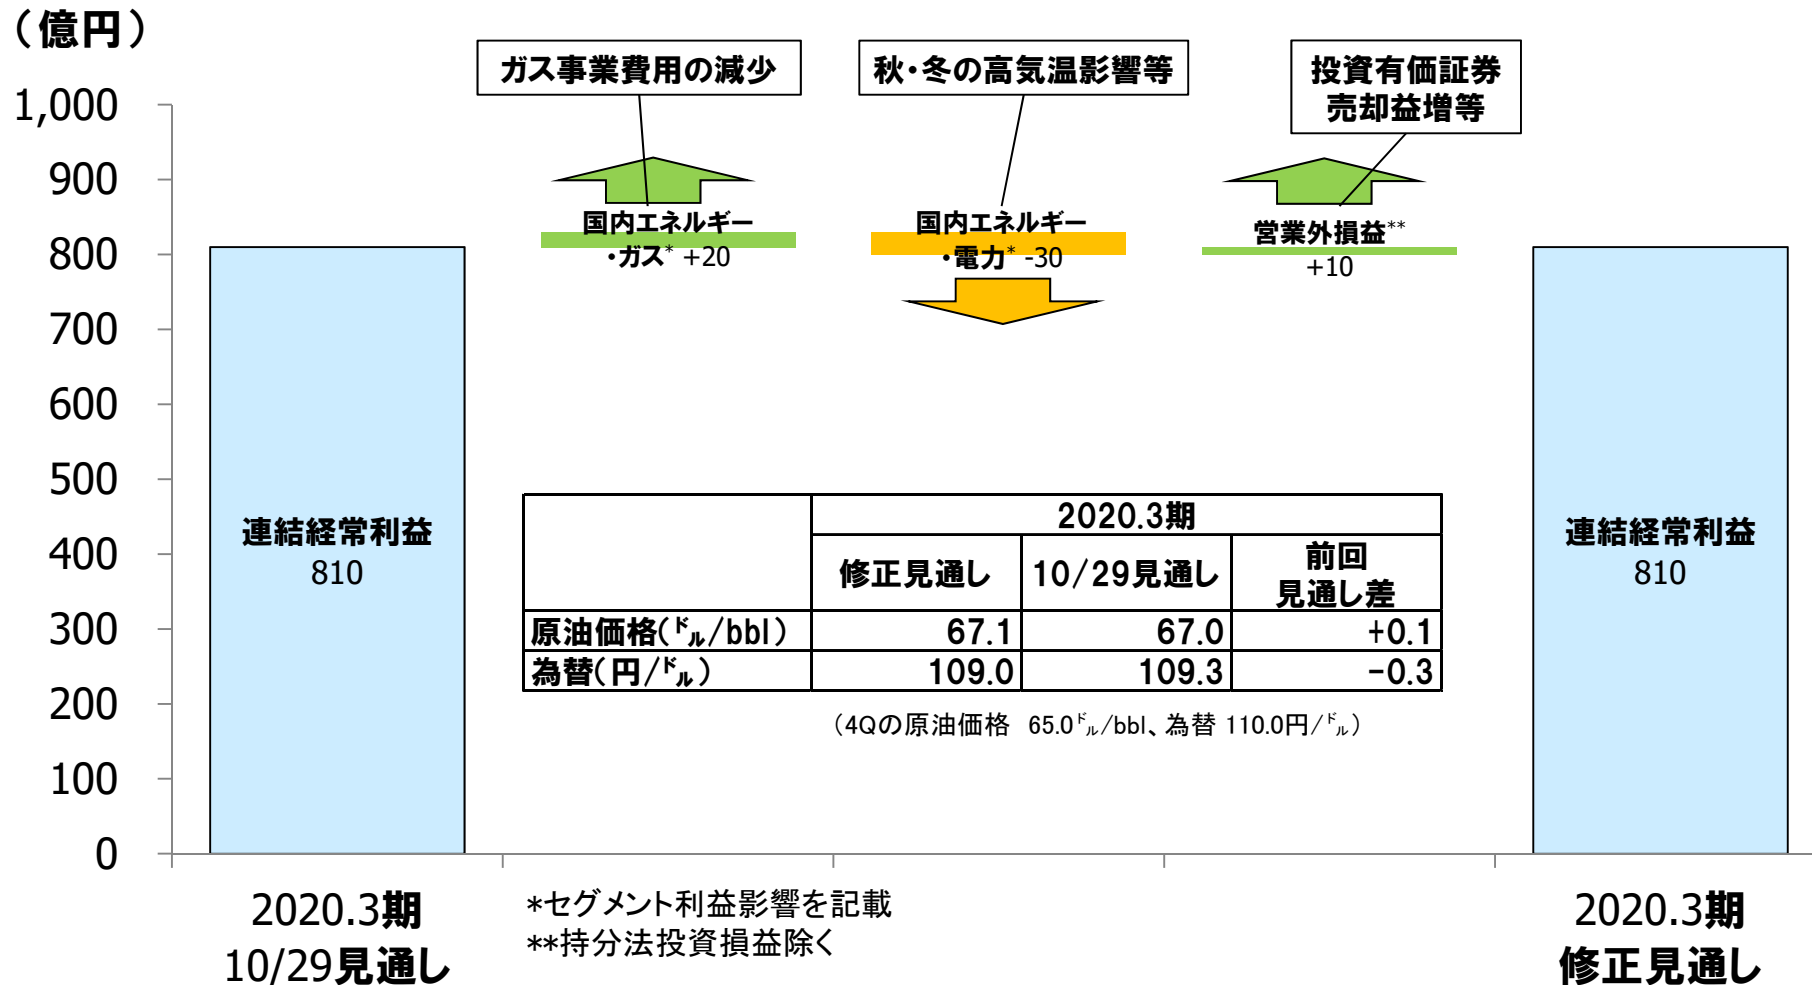 （億円）
1,000
900
800
700
600
500
400
300
200
100
0
ガス事業費用の減少
秋・冬の高気温影響等
投資有価証券
売却益増等
国内エネルギー
・ガス* +20
国内エネルギー
・電力* -30
営業外損益**
+10
連結経常利益
810
連結経常利益
810
2020.3期
修正見通し 10/29見通し 前回
見通し差
原油価格(ドル/bbl) 67.1 67.0 +0.1
為替(円/ドル) 109.0 109.3 -0.3
（4Qの原油価格 65.0ドル/bbl、為替 110.0円/ドル）
2020.3期
10/29見通し
*セグメント利益影響を記載
**持分法投資損益除く
2020.3期
修正見通し